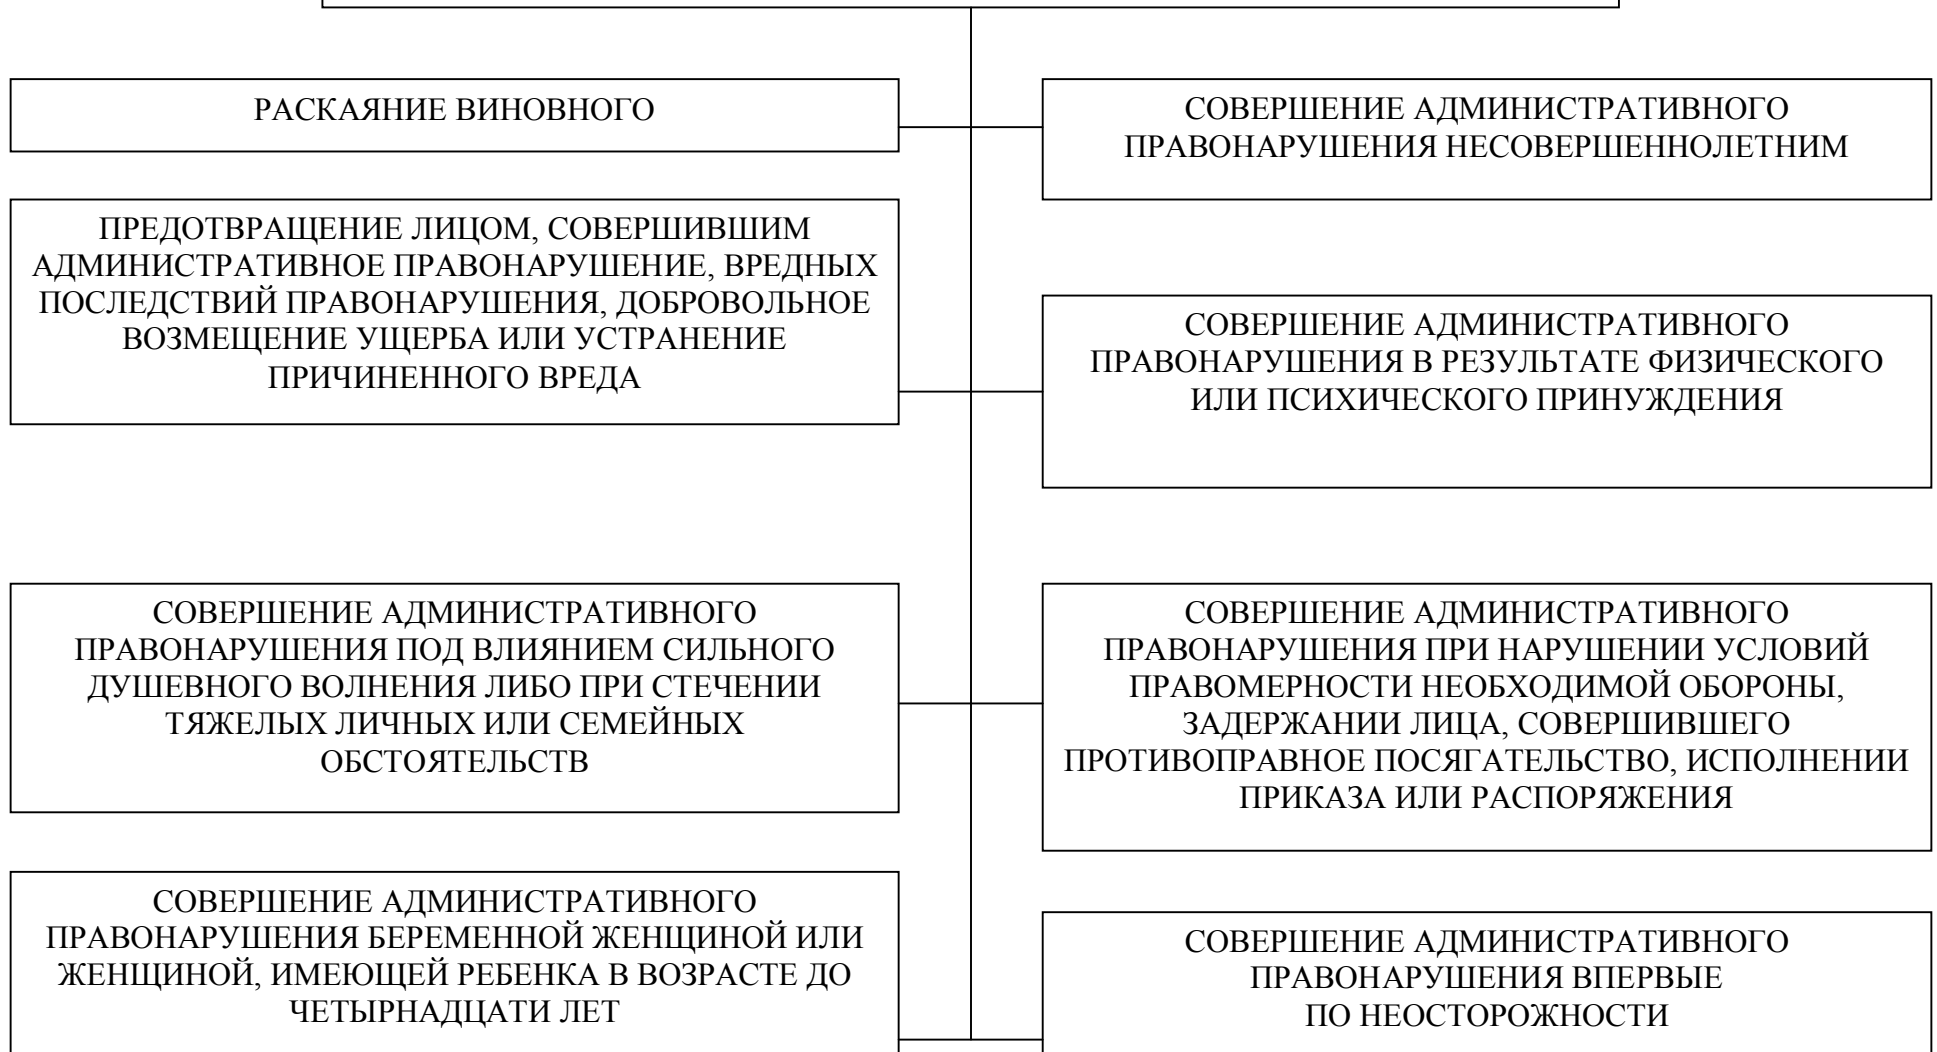 РАСКАЯНИЕ ВИНОВНОГО
СОВЕРШЕНИЕ АДМИНИСТРАТИВНОГО
ПРАВОНАРУШЕНИЯ НЕСОВЕРШЕННОЛЕТНИМ
ПРЕДОТВРАЩЕНИЕ ЛИЦОМ, СОВЕРШИВШИМ
АДМИНИСТРАТИВНОЕ ПРАВОНАРУШЕНИЕ, ВРЕДНЫХ
ПОСЛЕДСТВИЙ ПРАВОНАРУШЕНИЯ, ДОБРОВОЛЬНОЕ
ВОЗМЕЩЕНИЕ УЩЕРБА ИЛИ УСТРАНЕНИЕ
ПРИЧИНЕННОГО ВРЕДА
СОВЕРШЕНИЕ АДМИНИСТРАТИВНОГО
ПРАВОНАРУШЕНИЯ В РЕЗУЛЬТАТЕ ФИЗИЧЕСКОГО
ИЛИ ПСИХИЧЕСКОГО ПРИНУЖДЕНИЯ
СОВЕРШЕНИЕ АДМИНИСТРАТИВНОГО
ПРАВОНАРУШЕНИЯ ПОД ВЛИЯНИЕМ СИЛЬНОГО
ДУШЕВНОГО ВОЛНЕНИЯ ЛИБО ПРИ СТЕЧЕНИИ
ТЯЖЕЛЫХ ЛИЧНЫХ ИЛИ СЕМЕЙНЫХ
ОБСТОЯТЕЛЬСТВ
СОВЕРШЕНИЕ АДМИНИСТРАТИВНОГО
ПРАВОНАРУШЕНИЯ ПРИ НАРУШЕНИИ УСЛОВИЙ
ПРАВОМЕРНОСТИ НЕОБХОДИМОЙ ОБОРОНЫ,
ЗАДЕРЖАНИИ ЛИЦА, СОВЕРШИВШЕГО
ПРОТИВОПРАВНОЕ ПОСЯГАТЕЛЬСТВО, ИСПОЛНЕНИИ
ПРИКАЗА ИЛИ РАСПОРЯЖЕНИЯ
СОВЕРШЕНИЕ АДМИНИСТРАТИВНОГО
ПРАВОНАРУШЕНИЯ БЕРЕМЕННОЙ ЖЕНЩИНОЙ ИЛИ
ЖЕНЩИНОЙ, ИМЕЮЩЕЙ РЕБЕНКА В ВОЗРАСТЕ ДО
ЧЕТЫРНАДЦАТИ ЛЕТ
СОВЕРШЕНИЕ АДМИНИСТРАТИВНОГО
ПРАВОНАРУШЕНИЯ ВПЕРВЫЕ
ПО НЕОСТОРОЖНОСТИ